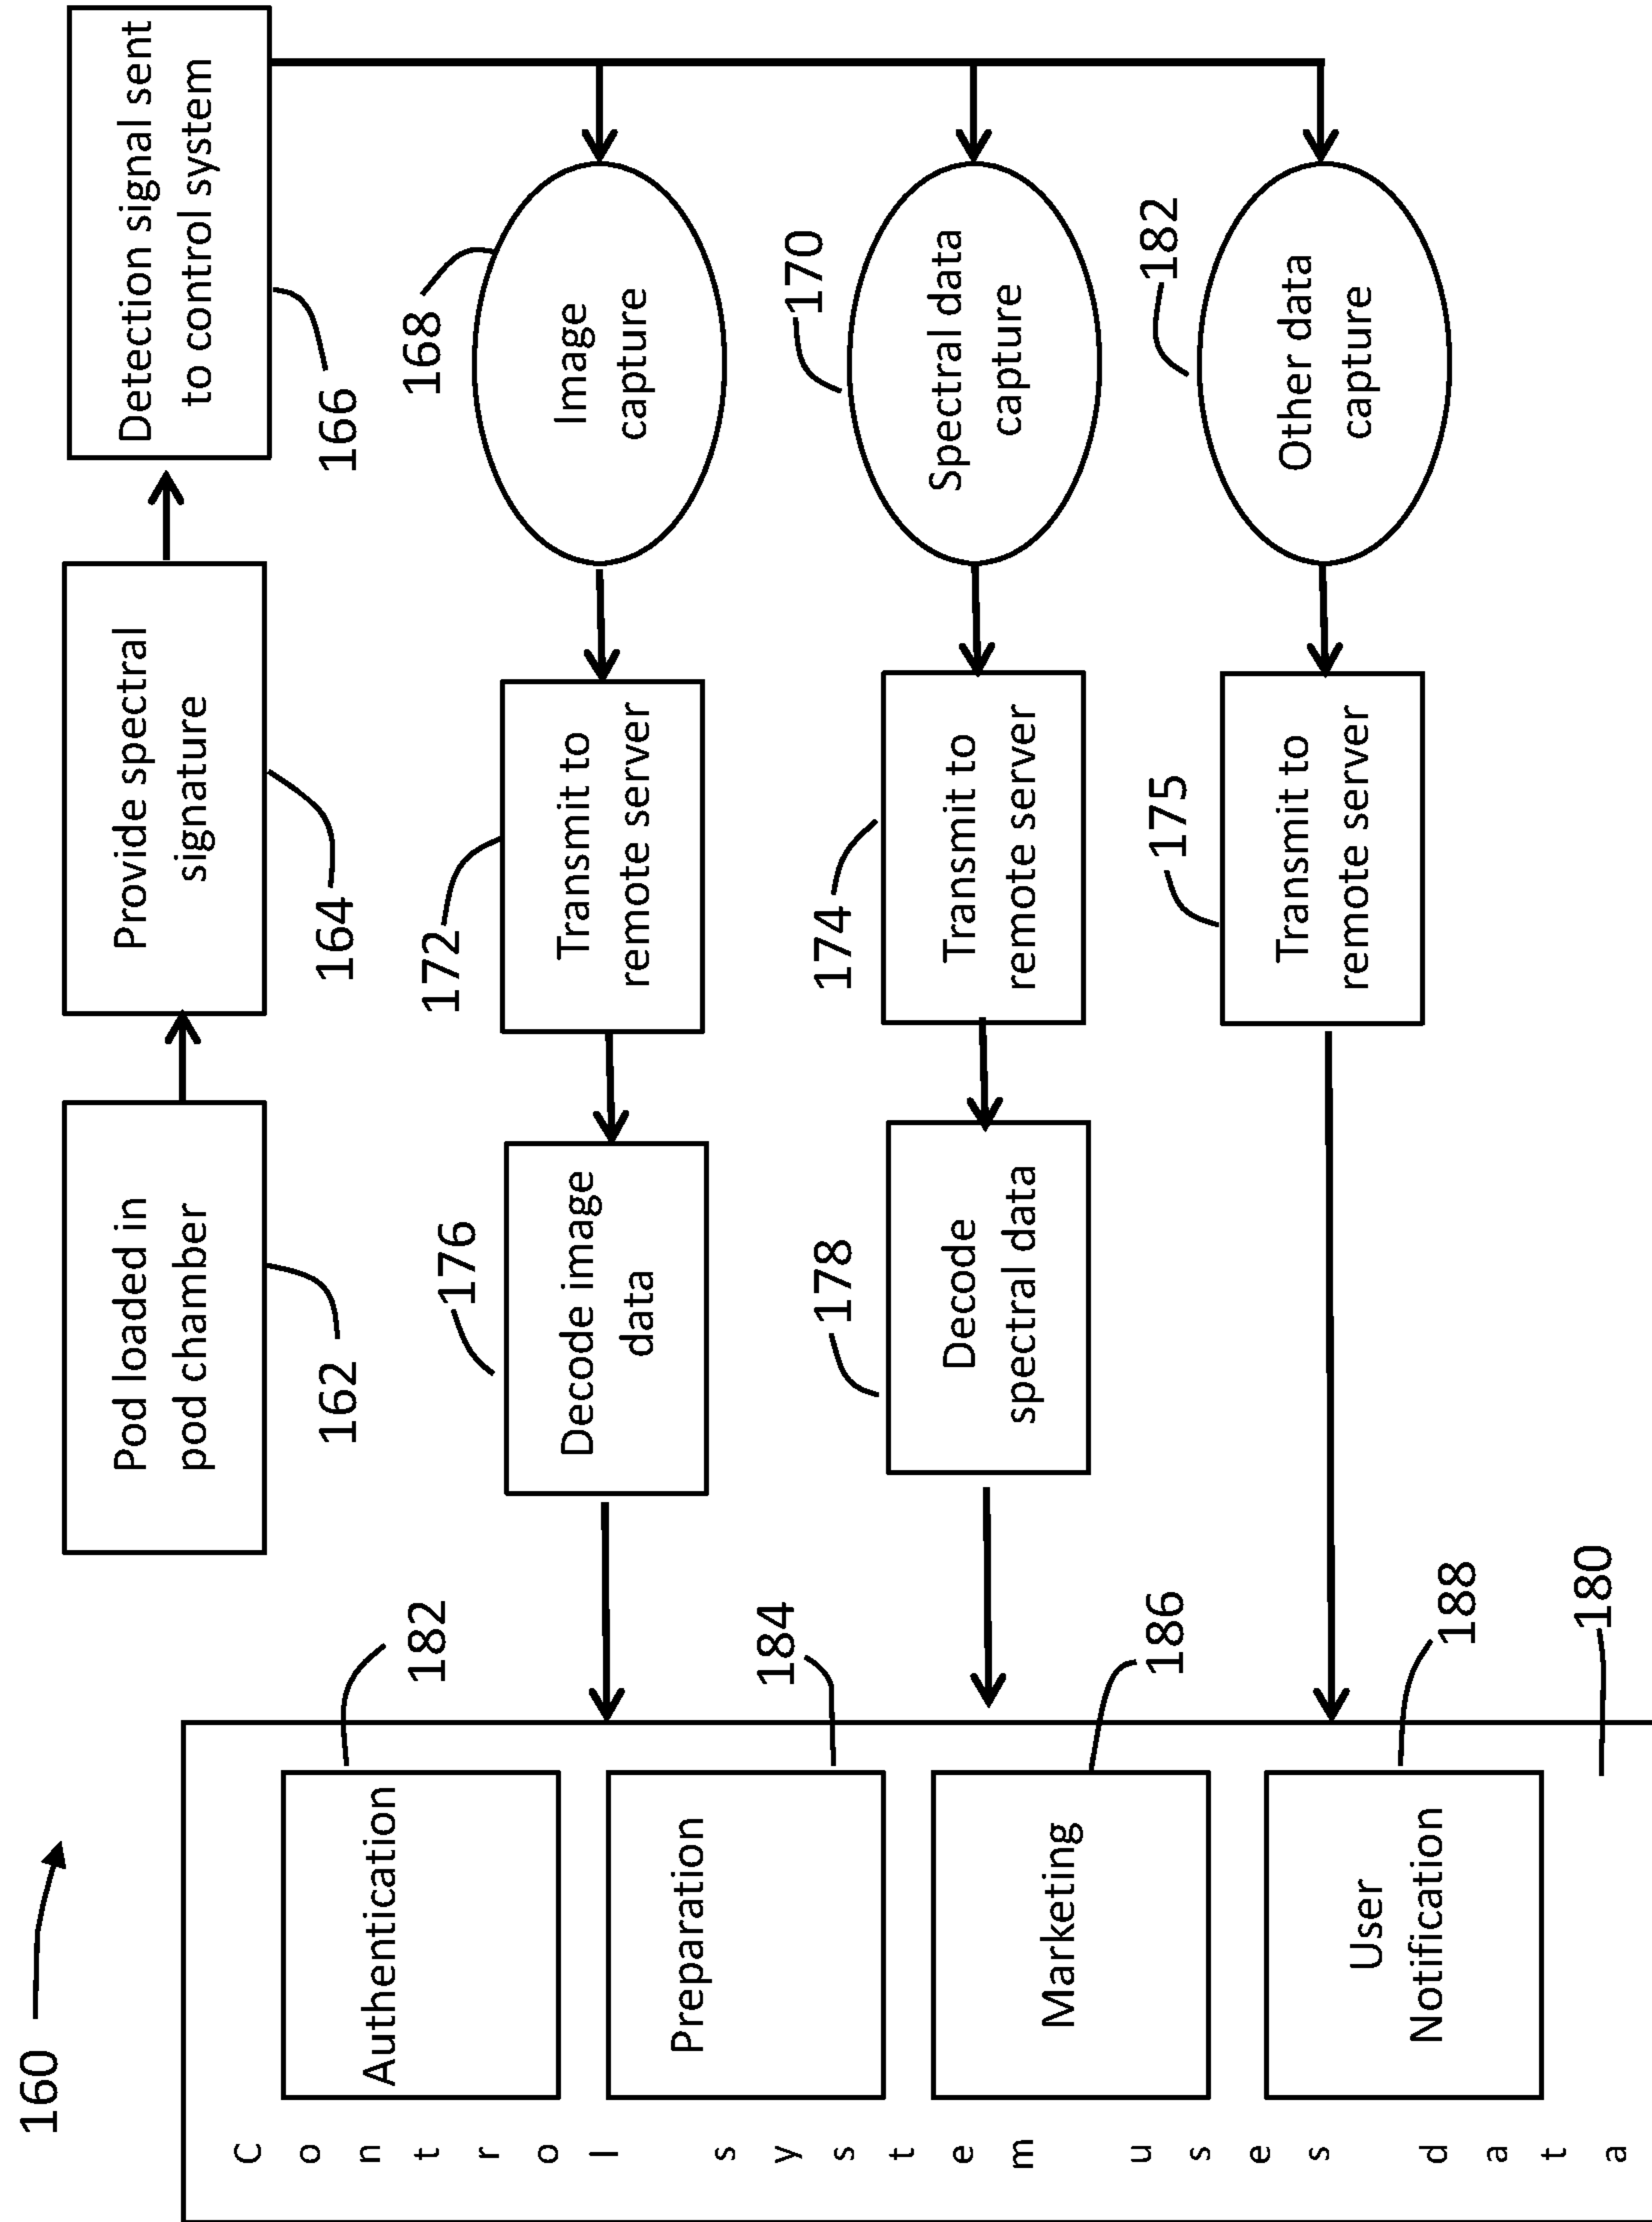 160
Pod loaded in
pod chamber
162
Provide spectral
signature
164
Detection signal sent
to control system
166
168
Image
capture
172
Transmit to
remote server
176
Decode image
data
170
Spectral data
capture
174
Transmit to
remote server
178
Decode
spectral data
182
Other data
capture
175
Transmit to
remote server
Control system uses data
Authentication
182
Preparation
184
Marketing
186
User
Notification
188
180